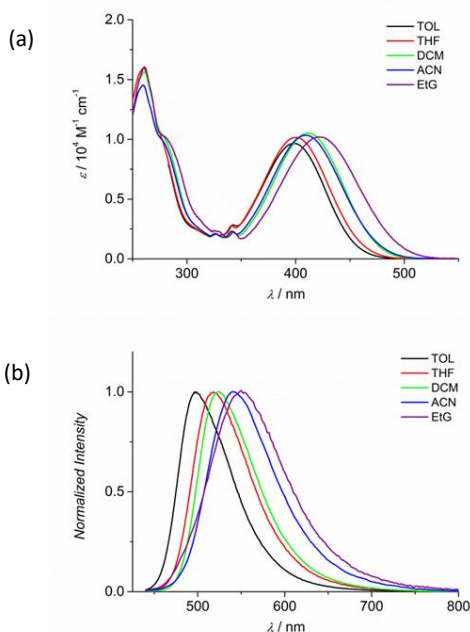 (a)
ε / 10⁴ M⁻¹ cm⁻¹
2.0
1.5
1.0
0.5
0.0
TOL
THF
DCM
ACN
EtG
300
400
500
λ / nm
(b)
Normalized Intensity
1.0
0.5
0.0
TOL
THF
DCM
ACN
EtG
500
600
700
800
λ / nm